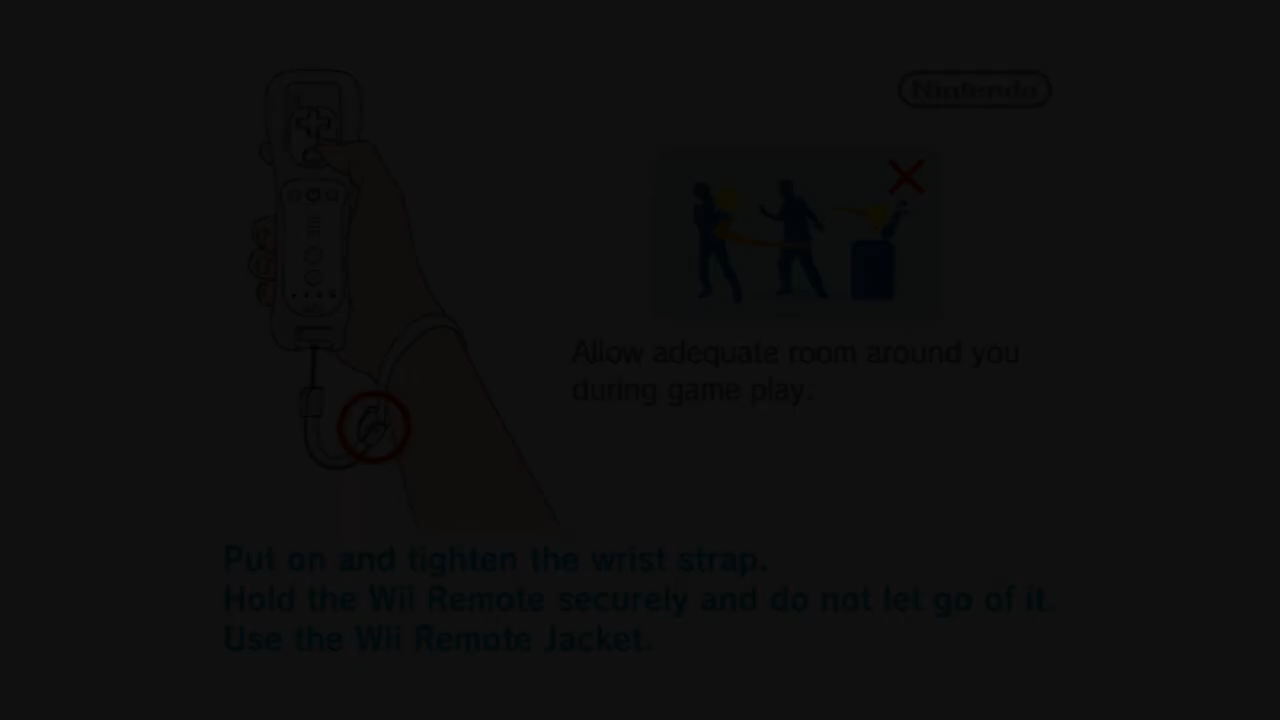 Nintendo
Allow adequate room around you
during game play.
Put on and tighten the wrist strap.
Hold the Wii Remote securely and do not let go of it.
Use the Wii Remote Jacket.